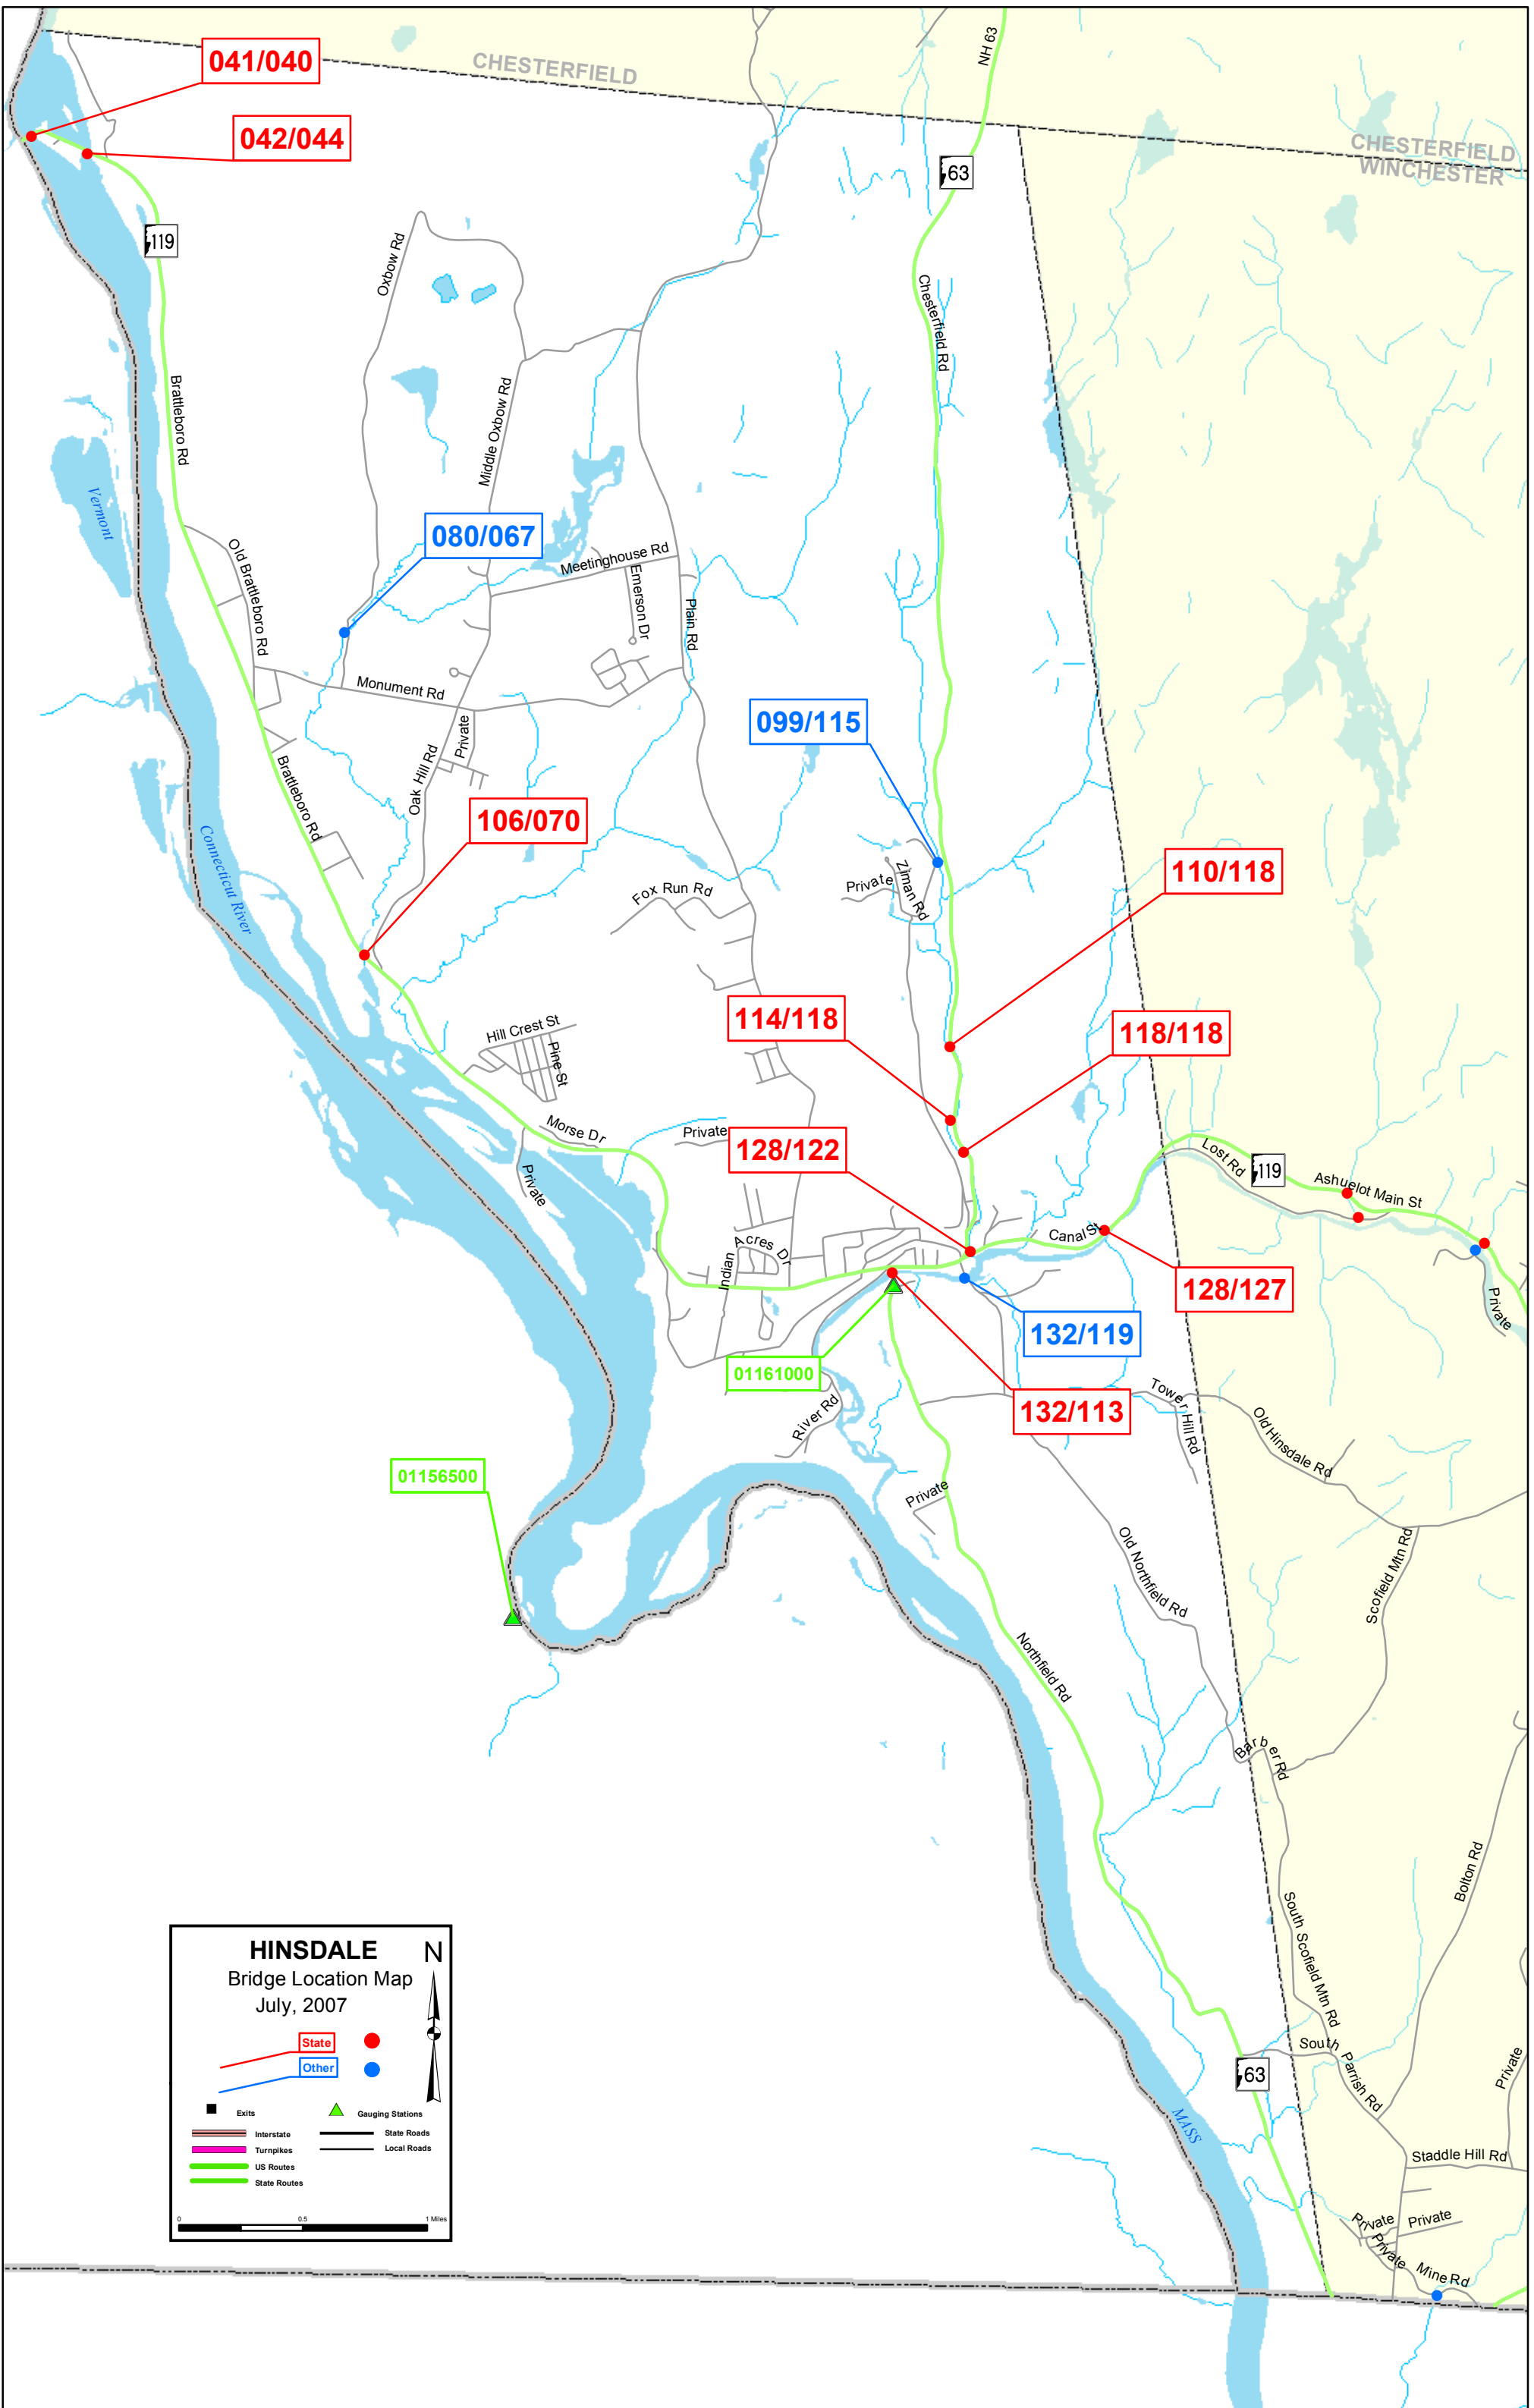 NH 63
041/040
CHESTERFIELD
042/044
CHESTERFIELD
WINCHESTER
63
119
Oxbow Rd
Chesterfield Rd
Brattleboro Rd
Middle Oxbow Rd
Vermont
080/067
Old Brattleboro Rd
Meetinghouse Rd
Emerson Dr
Plain Rd
Monument Rd
099/115
Private
Oak Hill Rd
Brattleboro Rd
106/070
Connecticut River
110/118
Private
Ziman Rd
Fox Run Rd
114/118
118/118
Hill Crest St
Pine St
Morse Dr
Private
128/122
Lost Rd
119
Ashuelot Main St
Private
Canal St
Indian Acres Dr
128/127
Private
132/119
01161000
Tower Hill Rd
132/113
River Rd
Old Hinsdale Rd
01156500
Private
Old Northfield Rd
Scofield Mtn Rd
Northfield Rd
Barber Rd
Bolton Rd
South Scofield Mtn Rd
HINSDALE
N
Bridge Location Map
July, 2007
State
Other
Exits
Gauging Stations
Interstate
State Roads
Turnpikes
Local Roads
US Routes
State Routes
0
0.5
1 Miles
South Parrish Rd
63
Private
MASS
Staddle Hill Rd
Private
Private
Private
Mine Rd